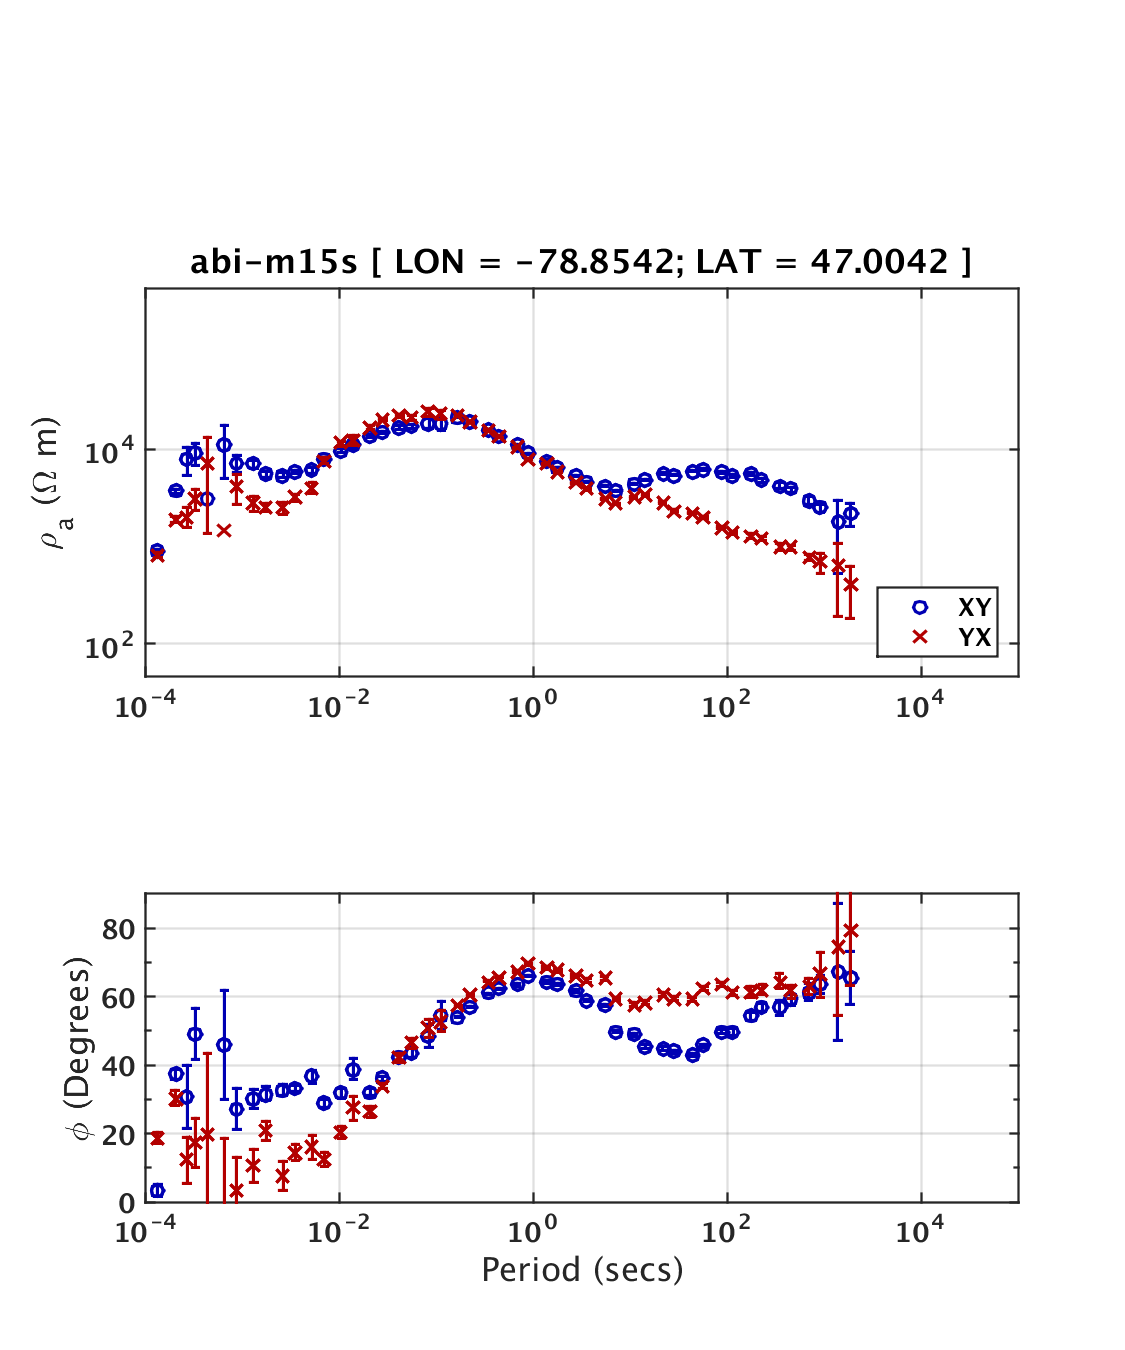 abi-m15s [ LON = -78.8542; LAT = 47.0042 ]
ρa (Ω m)
10^4
10^2
XY
YX
10^-4 10^-2 10^0 10^2 10^4
ϕ (Degrees)
80
60
40
20
0
10^-4 10^-2 10^0 10^2 10^4
Period (secs)